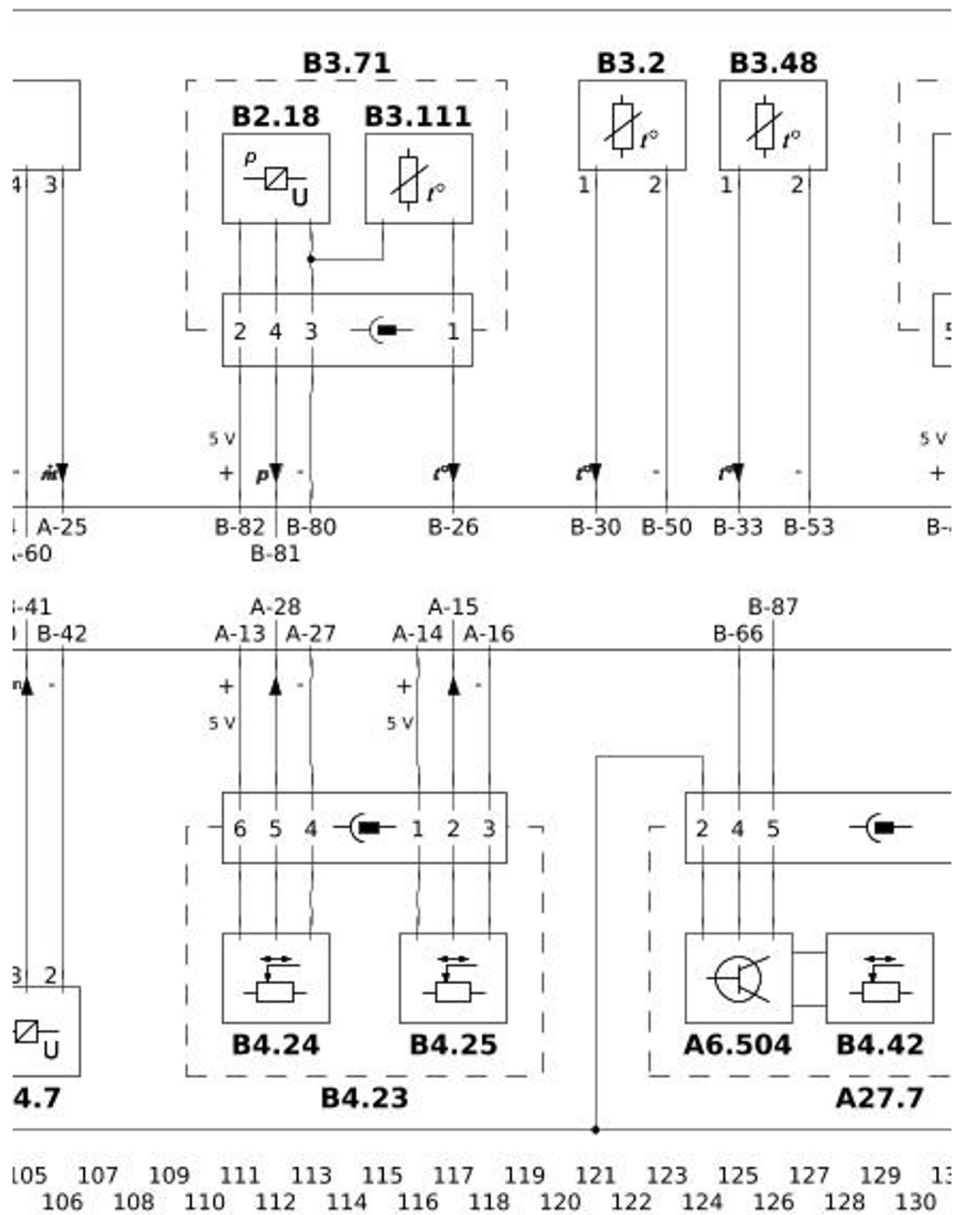 B3.71 B3.2 B3.48
B2.18 B3.111
p
U t° t° t°
4 3 1 2 1 2
2 4 3 1
5 V 5 V
- ṁ + p - t° t° - t° - +
A-25 B-82 B-80 B-26 B-30 B-50 B-33 B-53
-60 B-81
-41 A-28 A-15 B-87
B-42 A-13 A-27 A-14 A-16 B-66
- + - + -
5 V 5 V
6 5 4 1 2 3 2 4 5
3 2
U
B4.24 B4.25 A6.504 B4.42
4.7 B4.23 A27.7
105 107 109 111 113 115 117 119 121 123 125 127 129
106 108 110 112 114 116 118 120 122 124 126 128 130